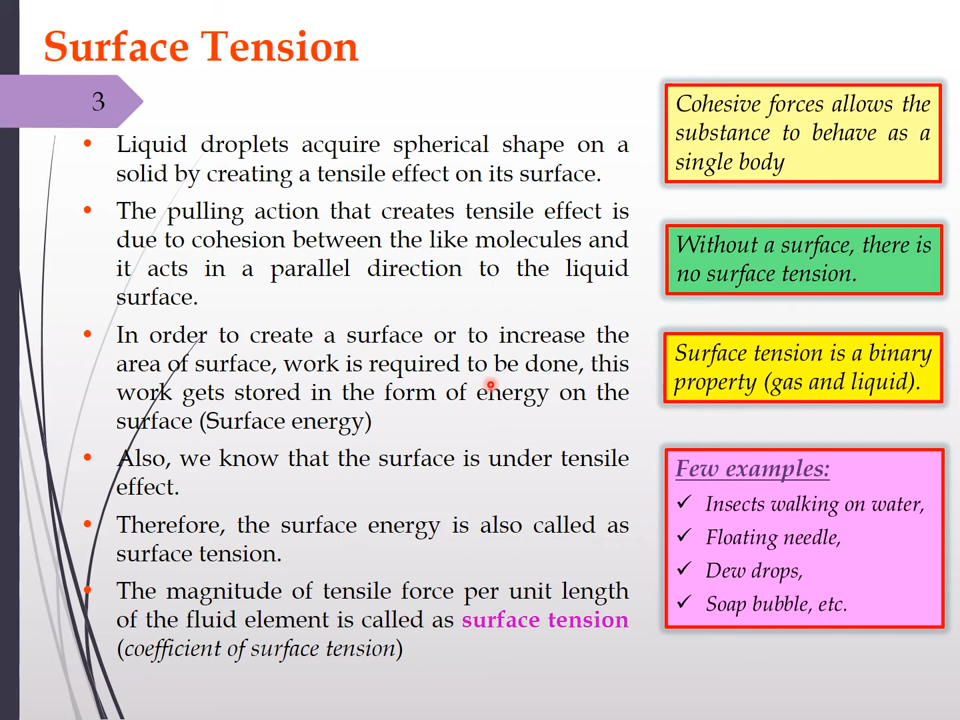 Surface Tension
3
• Liquid droplets acquire spherical shape on a
solid by creating a tensile effect on its surface.
• The pulling action that creates tensile effect is
due to cohesion between the like molecules and
it acts in a parallel direction to the liquid
surface.
• In order to create a surface or to increase the
area of surface, work is required to be done, this
work gets stored in the form of energy on the
surface (Surface energy)
• Also, we know that the surface is under tensile
effect.
• Therefore, the surface energy is also called as
surface tension.
• The magnitude of tensile force per unit length
of the fluid element is called as surface tension
(coefficient of surface tension)
Cohesive forces allows the
substance to behave as a
single body
Without a surface, there is
no surface tension.
Surface tension is a binary
property (gas and liquid).
Few examples:
✓ Insects walking on water,
✓ Floating needle,
✓ Dew drops,
✓ Soap bubble, etc.